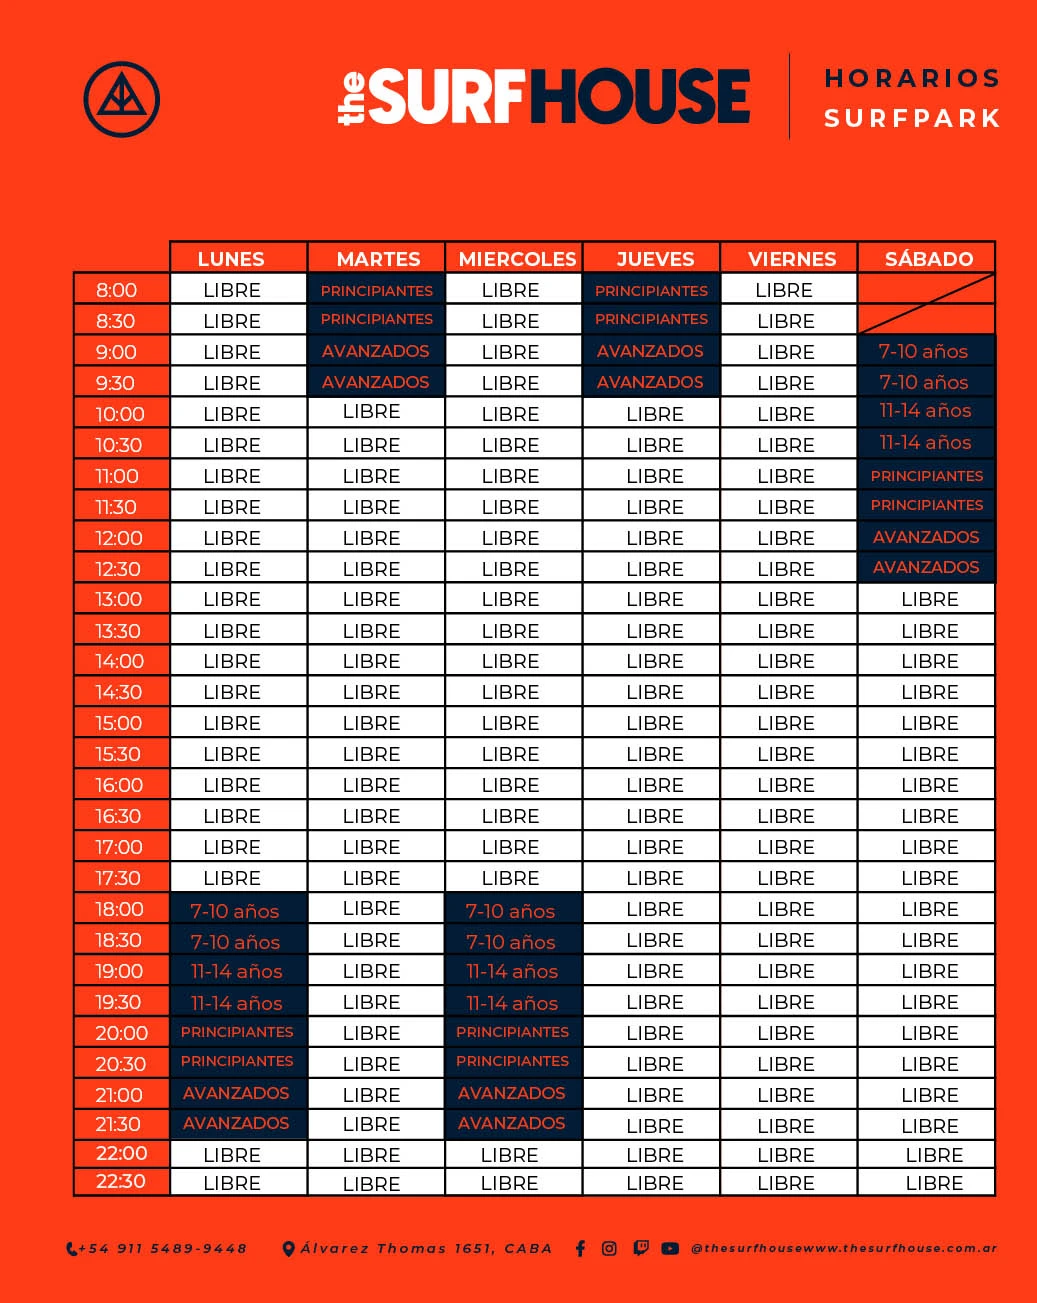 the SURFHOUSE
HORARIOS
SURFPARK
LUNES MARTES MIERCOLES JUEVES VIERNES SÁBADO
8:00 LIBRE PRINCIPIANTES LIBRE PRINCIPIANTES LIBRE
8:30 LIBRE PRINCIPIANTES LIBRE PRINCIPIANTES LIBRE
9:00 LIBRE AVANZADOS LIBRE AVANZADOS LIBRE 7-10 años
9:30 LIBRE AVANZADOS LIBRE AVANZADOS LIBRE 7-10 años
10:00 LIBRE LIBRE LIBRE LIBRE LIBRE 11-14 años
10:30 LIBRE LIBRE LIBRE LIBRE LIBRE 11-14 años
11:00 LIBRE LIBRE LIBRE LIBRE LIBRE PRINCIPIANTES
11:30 LIBRE LIBRE LIBRE LIBRE LIBRE PRINCIPIANTES
12:00 LIBRE LIBRE LIBRE LIBRE LIBRE AVANZADOS
12:30 LIBRE LIBRE LIBRE LIBRE LIBRE AVANZADOS
13:00 LIBRE LIBRE LIBRE LIBRE LIBRE LIBRE
13:30 LIBRE LIBRE LIBRE LIBRE LIBRE LIBRE
14:00 LIBRE LIBRE LIBRE LIBRE LIBRE LIBRE
14:30 LIBRE LIBRE LIBRE LIBRE LIBRE LIBRE
15:00 LIBRE LIBRE LIBRE LIBRE LIBRE LIBRE
15:30 LIBRE LIBRE LIBRE LIBRE LIBRE LIBRE
16:00 LIBRE LIBRE LIBRE LIBRE LIBRE LIBRE
16:30 LIBRE LIBRE LIBRE LIBRE LIBRE LIBRE
17:00 LIBRE LIBRE LIBRE LIBRE LIBRE LIBRE
17:30 LIBRE LIBRE LIBRE LIBRE LIBRE LIBRE
18:00 7-10 años LIBRE 7-10 años LIBRE LIBRE LIBRE
18:30 7-10 años LIBRE 7-10 años LIBRE LIBRE LIBRE
19:00 11-14 años LIBRE 11-14 años LIBRE LIBRE LIBRE
19:30 11-14 años LIBRE 11-14 años LIBRE LIBRE LIBRE
20:00 PRINCIPIANTES LIBRE PRINCIPIANTES LIBRE LIBRE LIBRE
20:30 PRINCIPIANTES LIBRE PRINCIPIANTES LIBRE LIBRE LIBRE
21:00 AVANZADOS LIBRE AVANZADOS LIBRE LIBRE LIBRE
21:30 AVANZADOS LIBRE AVANZADOS LIBRE LIBRE LIBRE
22:00 LIBRE LIBRE LIBRE LIBRE LIBRE LIBRE
22:30 LIBRE LIBRE LIBRE LIBRE LIBRE LIBRE
+54 911 5489-9448 Álvarez Thomas 1651, CABA @thesurfhousewww.thesurfhouse.com.ar